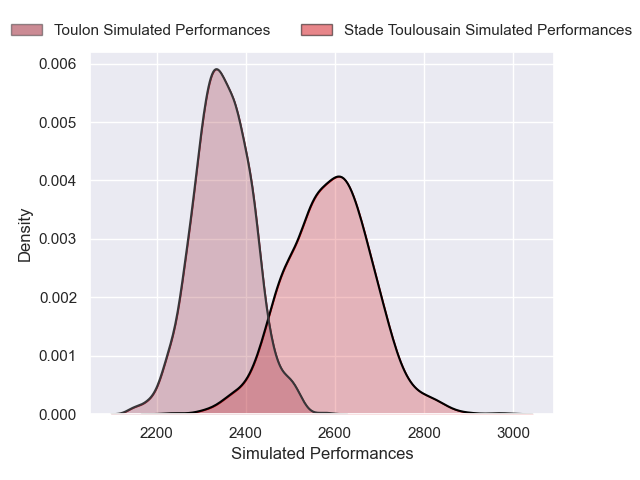 Toulon Simulated Performances
Stade Toulousain Simulated Performances
0.006
0.005
0.004
0.003
0.002
0.001
0.000
Density
2200 2400 2600 2800 3000
Simulated Performances